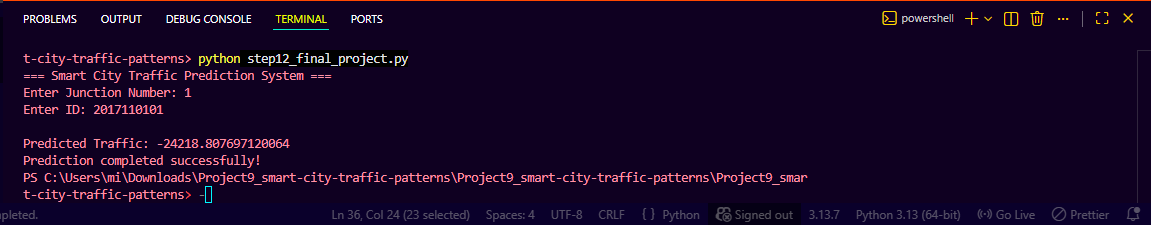 PROBLEMS OUTPUT DEBUG CONSOLE TERMINAL PORTS powershell
t-city-traffic-patterns> python step12_final_project.py
=== Smart City Traffic Prediction System ===
Enter Junction Number: 1
Enter ID: 2017110101
Predicted Traffic: -24218.807697120064
Prediction completed successfully!
PS C:\Users\mi\Downloads\Project9_smart-city-traffic-patterns\Project9_smart-city-traffic-patterns\Project9_smar
t-city-traffic-patterns> -
mpleted. Ln 36, Col 24 (23 selected) Spaces: 4 UTF-8 CRLF { } Python Signed out 3.13.7 Python 3.13 (64-bit) Go Live Prettier